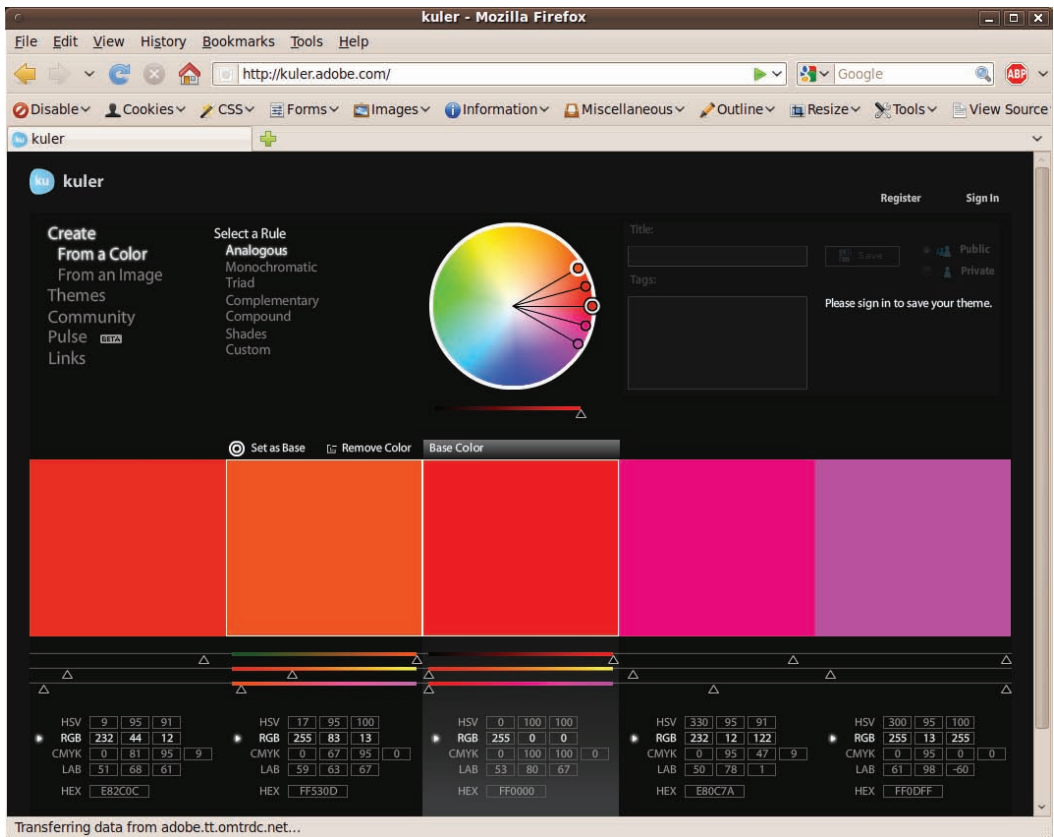 kuler - Mozilla Firefox
File Edit View History Bookmarks Tools Help
http://kuler.adobe.com/ Google ABP
Disable Cookies CSS Forms Images Information Miscellaneous Outline Resize Tools View Source
kuler
ku kuler
Register Sign In
Create
From a Color
From an Image
Themes
Community
Pulse BETA
Links
Select a Rule
Analogous
Monochromatic
Triad
Complementary
Compound
Shades
Custom
Title:
Save
Public
Private
Tags:
Please sign in to save your theme.
Set as Base Remove Color Base Color
HSV 9 95 91
RGB 232 44 12
CMYK 0 81 95 9
LAB 51 68 61
HEX E82C0C
HSV 17 95 100
RGB 255 83 13
CMYK 0 67 95 0
LAB 59 63 67
HEX FF530D
HSV 0 100 100
RGB 255 0 0
CMYK 0 100 100 0
LAB 53 80 67
HEX FF0000
HSV 330 95 91
RGB 232 12 122
CMYK 0 95 47 9
LAB 50 78 1
HEX E80C7A
HSV 300 95 100
RGB 255 13 255
CMYK 0 95 0 0
LAB 61 98 -60
HEX FF0DFF
Transferring data from adobe.tt.omtrdc.net...